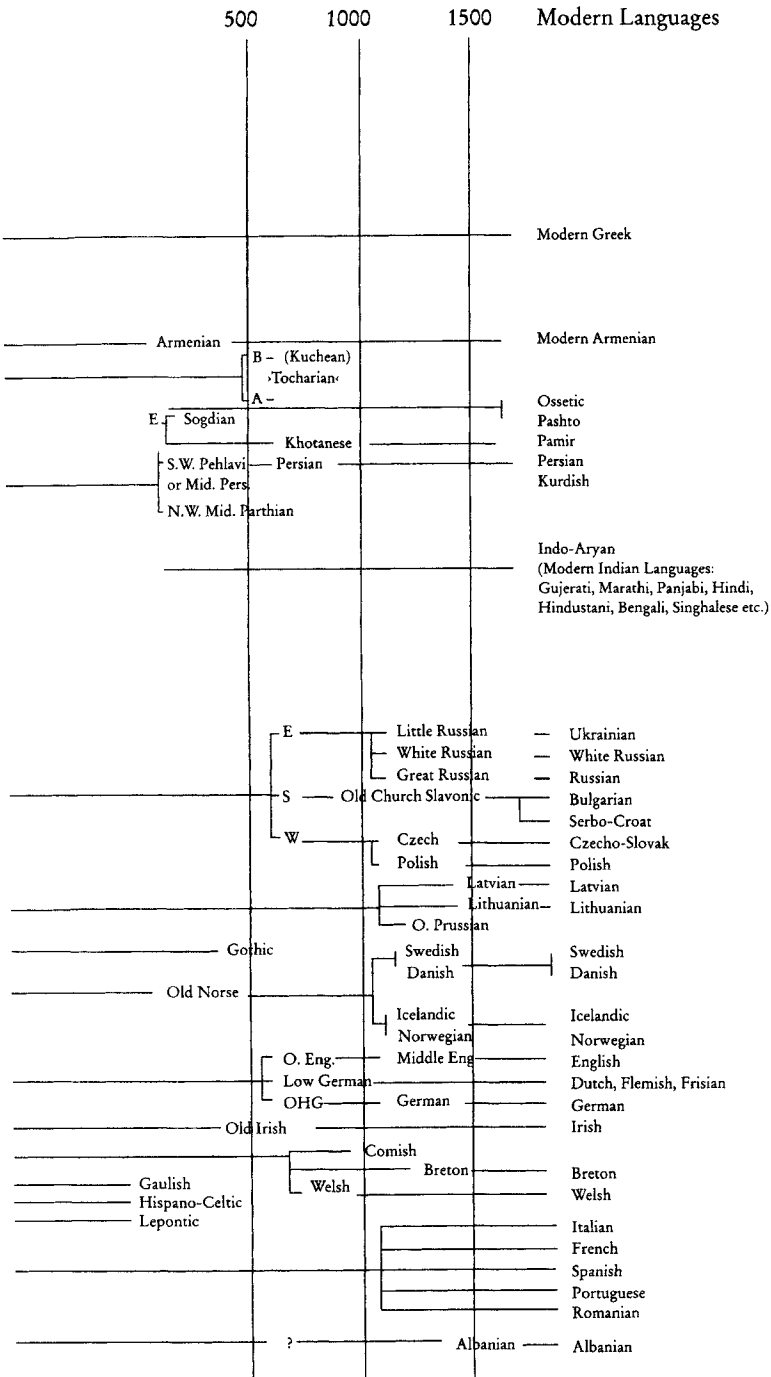 500 1000 1500 Modern Languages
Modern Greek
Armenian Modern Armenian
B – (Kuchean)
›Tocharian‹
A –
Ossetic
E Sogdian Pashto
Khotanese Pamir
S.W. Pehlavi Persian Persian
or Mid. Pers. Kurdish
N.W. Mid. Parthian
Indo-Aryan
(Modern Indian Languages:
Gujerati, Marathi, Panjabi, Hindi,
Hindustani, Bengali, Singhalese etc.)
E Little Russian – Ukrainian
White Russian – White Russian
Great Russian – Russian
S Old Church Slavonic Bulgarian
Serbo-Croat
W Czech Czecho-Slovak
Polish Polish
Latvian Latvian
Lithuanian Lithuanian
O. Prussian
Gothic Swedish Swedish
Danish Danish
Old Norse
Icelandic Icelandic
Norwegian Norwegian
O. Eng. Middle Eng English
Low German Dutch, Flemish, Frisian
OHG German German
Old Irish Irish
Cornish
Breton Breton
Gaulish Welsh Welsh
Hispano-Celtic
Lepontic
Italian
French
Spanish
Portuguese
Romanian
? Albanian Albanian